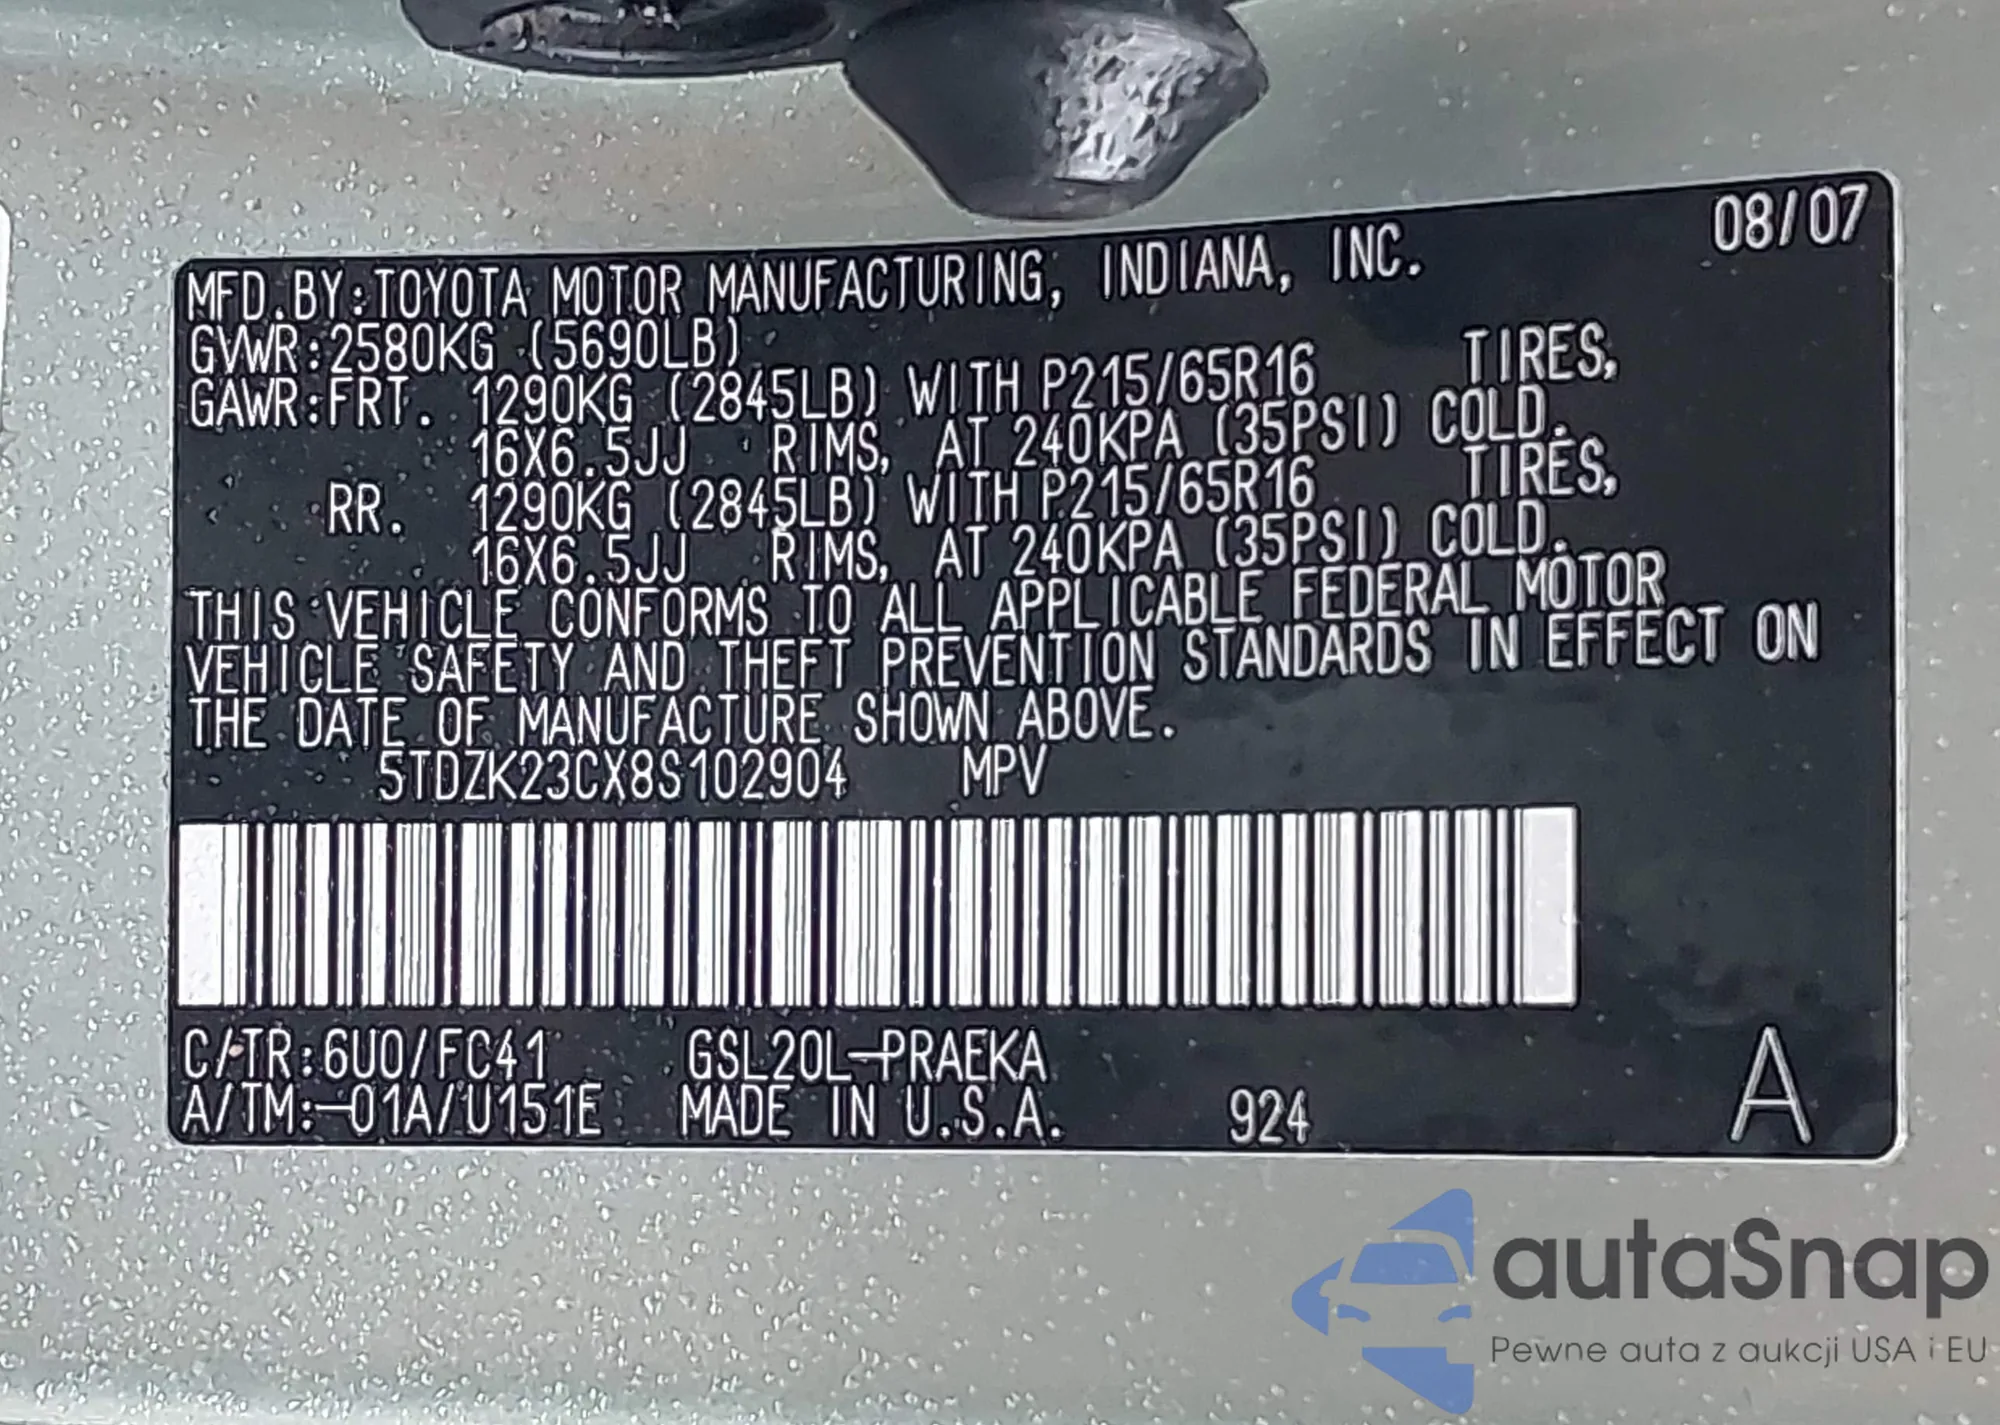 08/07
MFD.BY:TOYOTA MOTOR MANUFACTURING, INDIANA, INC.
GVWR:2580KG (5690LB)
GAWR:FRT. 1290KG (2845LB) WITH P215/65R16 TIRES,
16X6.5JJ RIMS, AT 240KPA (35PSI) COLD.
RR. 1290KG (2845LB) WITH P215/65R16 TIRES,
16X6.5JJ RIMS, AT 240KPA (35PSI) COLD.
THIS VEHICLE CONFORMS TO ALL APPLICABLE FEDERAL MOTOR
VEHICLE SAFETY AND THEFT PREVENTION STANDARDS IN EFFECT ON
THE DATE OF MANUFACTURE SHOWN ABOVE.
5TDZK23CX8S102904 MPV
C/TR:6U0/FC41 GSL20L-PRAEKA
A/TM:-01A/U151E MADE IN U.S.A. 924 A
autaSnap
Pewne auta z aukcji USA i EU